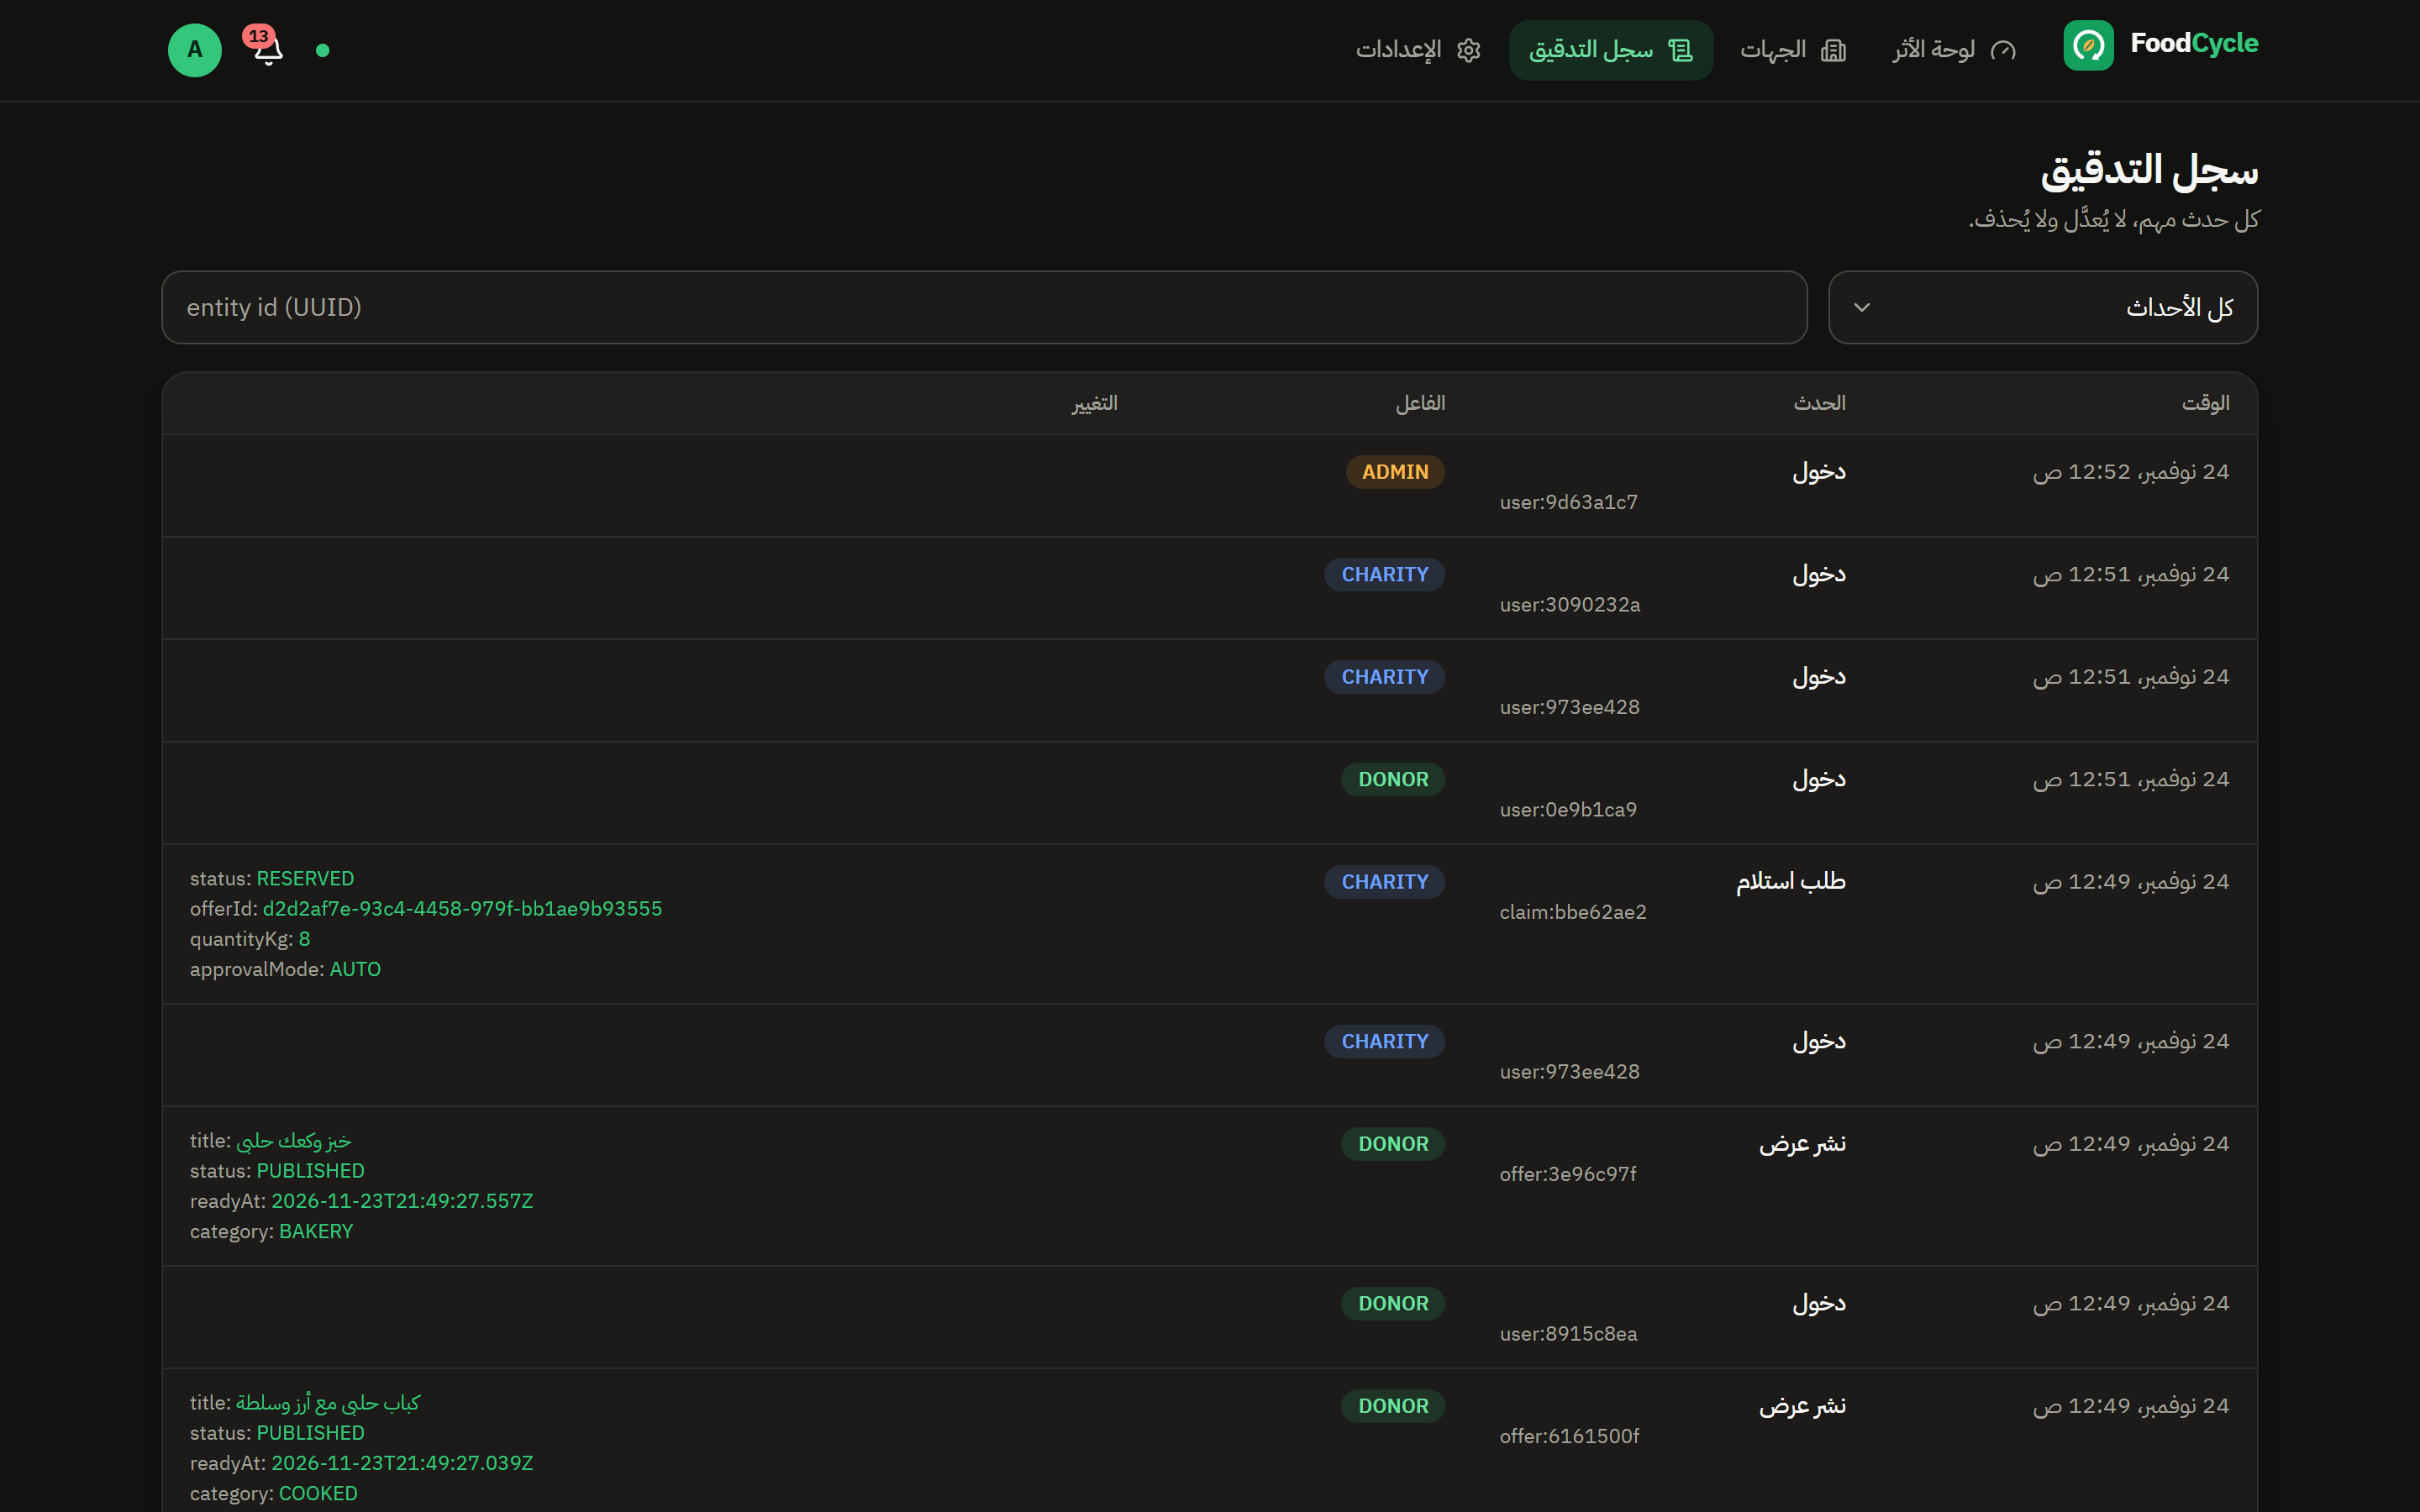 FoodCycle
لوحة الأثر
الجهات
سجل التدقيق
الإعدادات
13
A
سجل التدقيق
كل حدث مهم، لا يُعدَّل ولا يُحذف.
كل الأحداث
entity id (UUID)
الوقت الحدث الفاعل التغيير
24 نوفمبر، 12:52 ص
دخول
user:9d63a1c7
ADMIN
24 نوفمبر، 12:51 ص
دخول
user:3090232a
CHARITY
24 نوفمبر، 12:51 ص
دخول
user:973ee428
CHARITY
24 نوفمبر، 12:51 ص
دخول
user:0e9b1ca9
DONOR
24 نوفمبر، 12:49 ص
طلب استلام
claim:bbe62ae2
CHARITY
status: RESERVED
offerId: d2d2af7e-93c4-4458-979f-bb1ae9b93555
quantityKg: 8
approvalMode: AUTO
24 نوفمبر، 12:49 ص
دخول
user:973ee428
CHARITY
24 نوفمبر، 12:49 ص
نشر عرض
offer:3e96c97f
DONOR
title: خبز وكعك حلبي
status: PUBLISHED
readyAt: 2026-11-23T21:49:27.557Z
category: BAKERY
24 نوفمبر، 12:49 ص
دخول
user:8915c8ea
DONOR
24 نوفمبر، 12:49 ص
نشر عرض
offer:6161500f
DONOR
title: كباب حلبي مع أرز وسلطة
status: PUBLISHED
readyAt: 2026-11-23T21:49:27.039Z
category: COOKED